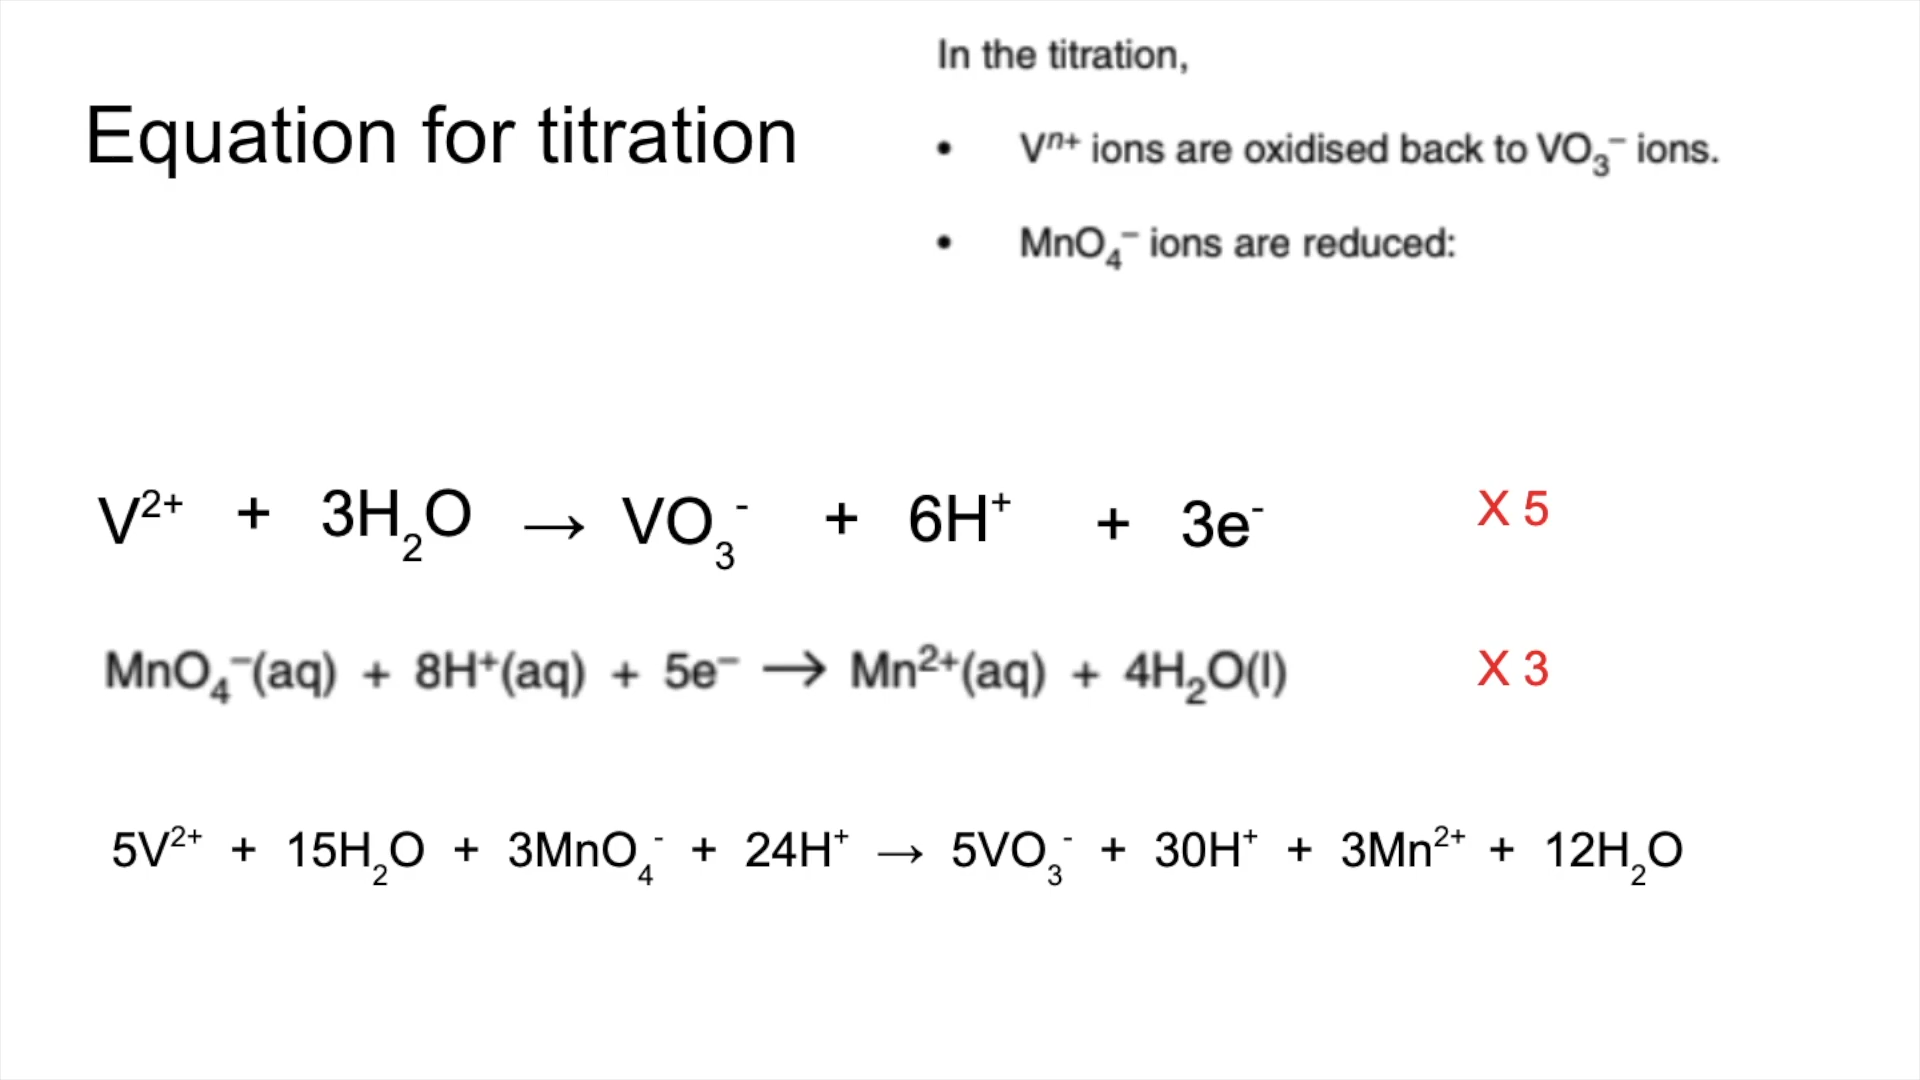 Equation for titration
In the titration,
• Vⁿ⁺ ions are oxidised back to VO₃⁻ ions.
• MnO₄⁻ ions are reduced:
V²⁺ + 3H₂O → VO₃⁻ + 6H⁺ + 3e⁻ X 5
MnO₄⁻(aq) + 8H⁺(aq) + 5e⁻ → Mn²⁺(aq) + 4H₂O(l) X 3
5V²⁺ + 15H₂O + 3MnO₄⁻ + 24H⁺ → 5VO₃⁻ + 30H⁺ + 3Mn²⁺ + 12H₂O